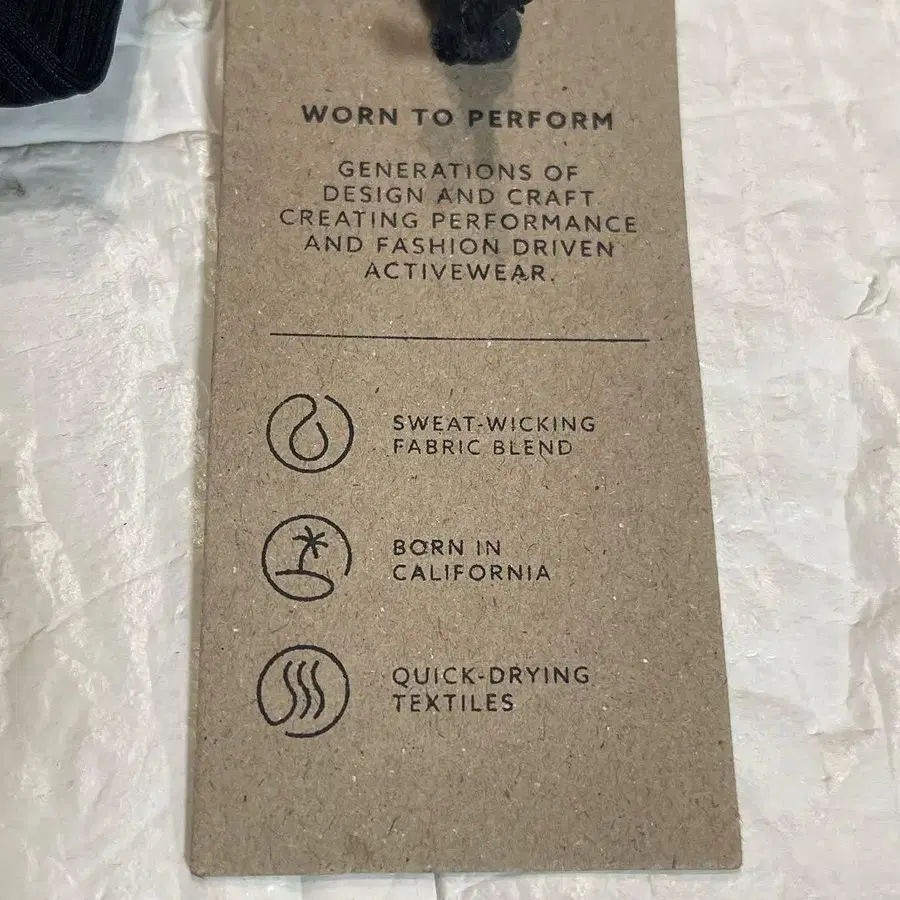 WORN TO PERFORM
GENERATIONS OF
DESIGN AND CRAFT
CREATING PERFORMANCE
AND FASHION DRIVEN
ACTIVEWEAR.
SWEAT-WICKING
FABRIC BLEND
BORN IN
CALIFORNIA
QUICK-DRYING
TEXTILES